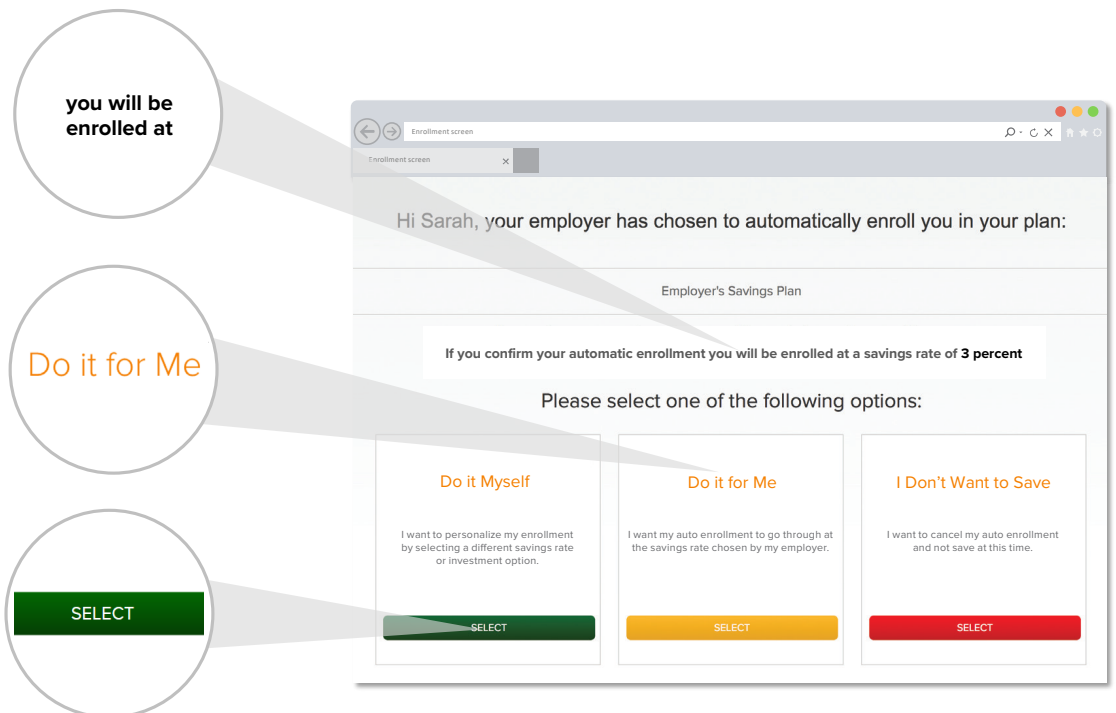 you will be
enrolled at
Do it for Me
SELECT
Enrollment screen
Enrollment screen
Hi Sarah, your employer has chosen to automatically enroll you in your plan:
Employer's Savings Plan
If you confirm your automatic enrollment you will be enrolled at a savings rate of 3 percent
Please select one of the following options:
Do it Myself
I want to personalize my enrollment
by selecting a different savings rate
or investment option.
SELECT
Do it for Me
I want my auto enrollment to go through at
the savings rate chosen by my employer.
SELECT
I Don't Want to Save
I want to cancel my auto enrollment
and not save at this time.
SELECT